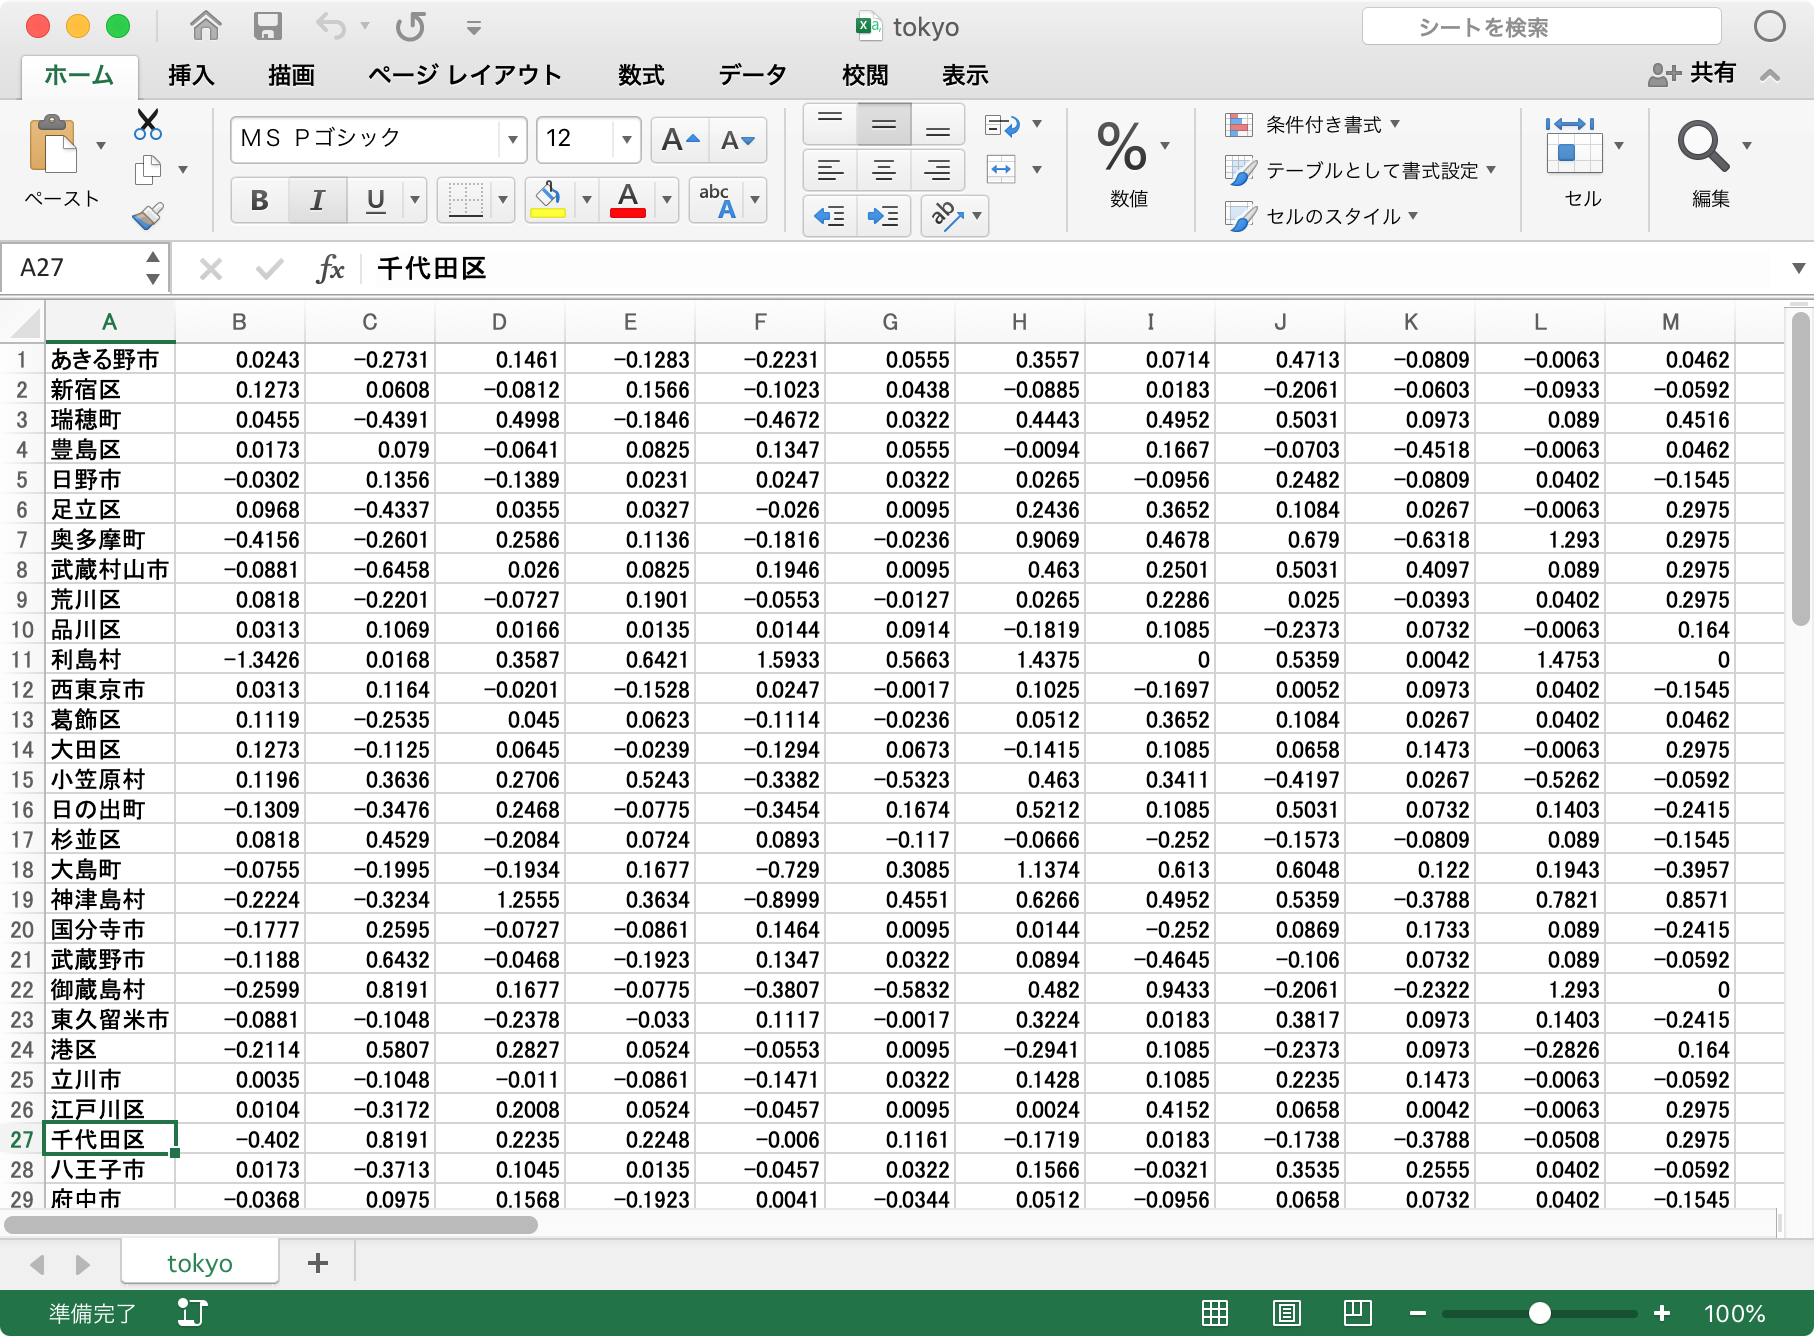 tokyo
シートを検索
ホーム 挿入 描画 ページ レイアウト 数式 データ 校閲 表示 共有
ペースト
ＭＳ Ｐゴシック 12 A A
B I U A abc A
ab
% 数値
条件付き書式
テーブルとして書式設定
セルのスタイル
セル
編集
A27 fx 千代田区
A B C D E F G H I J K L M
1 あきる野市 0.0243 -0.2731 0.1461 -0.1283 -0.2231 0.0555 0.3557 0.0714 0.4713 -0.0809 -0.0063 0.0462
2 新宿区 0.1273 0.0608 -0.0812 0.1566 -0.1023 0.0438 -0.0885 0.0183 -0.2061 -0.0603 -0.0933 -0.0592
3 瑞穂町 0.0455 -0.4391 0.4998 -0.1846 -0.4672 0.0322 0.4443 0.4952 0.5031 0.0973 0.089 0.4516
4 豊島区 0.0173 0.079 -0.0641 0.0825 0.1347 0.0555 -0.0094 0.1667 -0.0703 -0.4518 -0.0063 0.0462
5 日野市 -0.0302 0.1356 -0.1389 0.0231 0.0247 0.0322 0.0265 -0.0956 0.2482 -0.0809 0.0402 -0.1545
6 足立区 0.0968 -0.4337 0.0355 0.0327 -0.026 0.0095 0.2436 0.3652 0.1084 0.0267 -0.0063 0.2975
7 奥多摩町 -0.4156 -0.2601 0.2586 0.1136 -0.1816 -0.0236 0.9069 0.4678 0.679 -0.6318 1.293 0.2975
8 武蔵村山市 -0.0881 -0.6458 0.026 0.0825 0.1946 0.0095 0.463 0.2501 0.5031 0.4097 0.089 0.2975
9 荒川区 0.0818 -0.2201 -0.0727 0.1901 -0.0553 -0.0127 0.0265 0.2286 0.025 -0.0393 0.0402 0.2975
10 品川区 0.0313 0.1069 0.0166 0.0135 0.0144 0.0914 -0.1819 0.1085 -0.2373 0.0732 -0.0063 0.164
11 利島村 -1.3426 0.0168 0.3587 0.6421 1.5933 0.5663 1.4375 0 0.5359 0.0042 1.4753 0
12 西東京市 0.0313 0.1164 -0.0201 -0.1528 0.0247 -0.0017 0.1025 -0.1697 0.0052 0.0973 0.0402 -0.1545
13 葛飾区 0.1119 -0.2535 0.045 0.0623 -0.1114 -0.0236 0.0512 0.3652 0.1084 0.0267 0.0402 0.0462
14 大田区 0.1273 -0.1125 0.0645 -0.0239 -0.1294 0.0673 -0.1415 0.1085 0.0658 0.1473 -0.0063 0.2975
15 小笠原村 0.1196 0.3636 0.2706 0.5243 -0.3382 -0.5323 0.463 0.3411 -0.4197 0.0267 -0.5262 -0.0592
16 日の出町 -0.1309 -0.3476 0.2468 -0.0775 -0.3454 0.1674 0.5212 0.1085 0.5031 0.0732 0.1403 -0.2415
17 杉並区 0.0818 0.4529 -0.2084 0.0724 0.0893 -0.117 -0.0666 -0.252 -0.1573 -0.0809 0.089 -0.1545
18 大島町 -0.0755 -0.1995 -0.1934 0.1677 -0.729 0.3085 1.1374 0.613 0.6048 0.122 0.1943 -0.3957
19 神津島村 -0.2224 -0.3234 1.2555 0.3634 -0.8999 0.4551 0.6266 0.4952 0.5359 -0.3788 0.7821 0.8571
20 国分寺市 -0.1777 0.2595 -0.0727 -0.0861 0.1464 0.0095 0.0144 -0.252 0.0869 0.1733 0.089 -0.2415
21 武蔵野市 -0.1188 0.6432 -0.0468 -0.1923 0.1347 0.0322 0.0894 -0.4645 -0.106 0.0732 0.089 -0.0592
22 御蔵島村 -0.2599 0.8191 0.1677 -0.0775 -0.3807 -0.5832 0.482 0.9433 -0.2061 -0.2322 1.293 0
23 東久留米市 -0.0881 -0.1048 -0.2378 -0.033 0.1117 -0.0017 0.3224 0.0183 0.3817 0.0973 0.1403 -0.2415
24 港区 -0.2114 0.5807 0.2827 0.0524 -0.0553 0.0095 -0.2941 0.1085 -0.2373 0.0973 -0.2826 0.164
25 立川市 0.0035 -0.1048 -0.011 -0.0861 -0.1471 0.0322 0.1428 0.1085 0.2235 0.1473 -0.0063 -0.0592
26 江戸川区 0.0104 -0.3172 0.2008 0.0524 -0.0457 0.0095 0.0024 0.4152 0.0658 0.0042 -0.0063 0.2975
27 千代田区 -0.402 0.8191 0.2235 0.2248 -0.006 0.1161 -0.1719 0.0183 -0.1738 -0.3788 -0.0508 0.2975
28 八王子市 0.0173 -0.3713 0.1045 0.0135 -0.0457 0.0322 0.1566 -0.0321 0.3535 0.2555 0.0402 -0.0592
29 府中市 -0.0368 0.0975 0.1568 -0.1923 0.0041 -0.0344 0.0512 -0.0956 0.0658 0.0732 0.0402 -0.1545
tokyo +
準備完了 100%